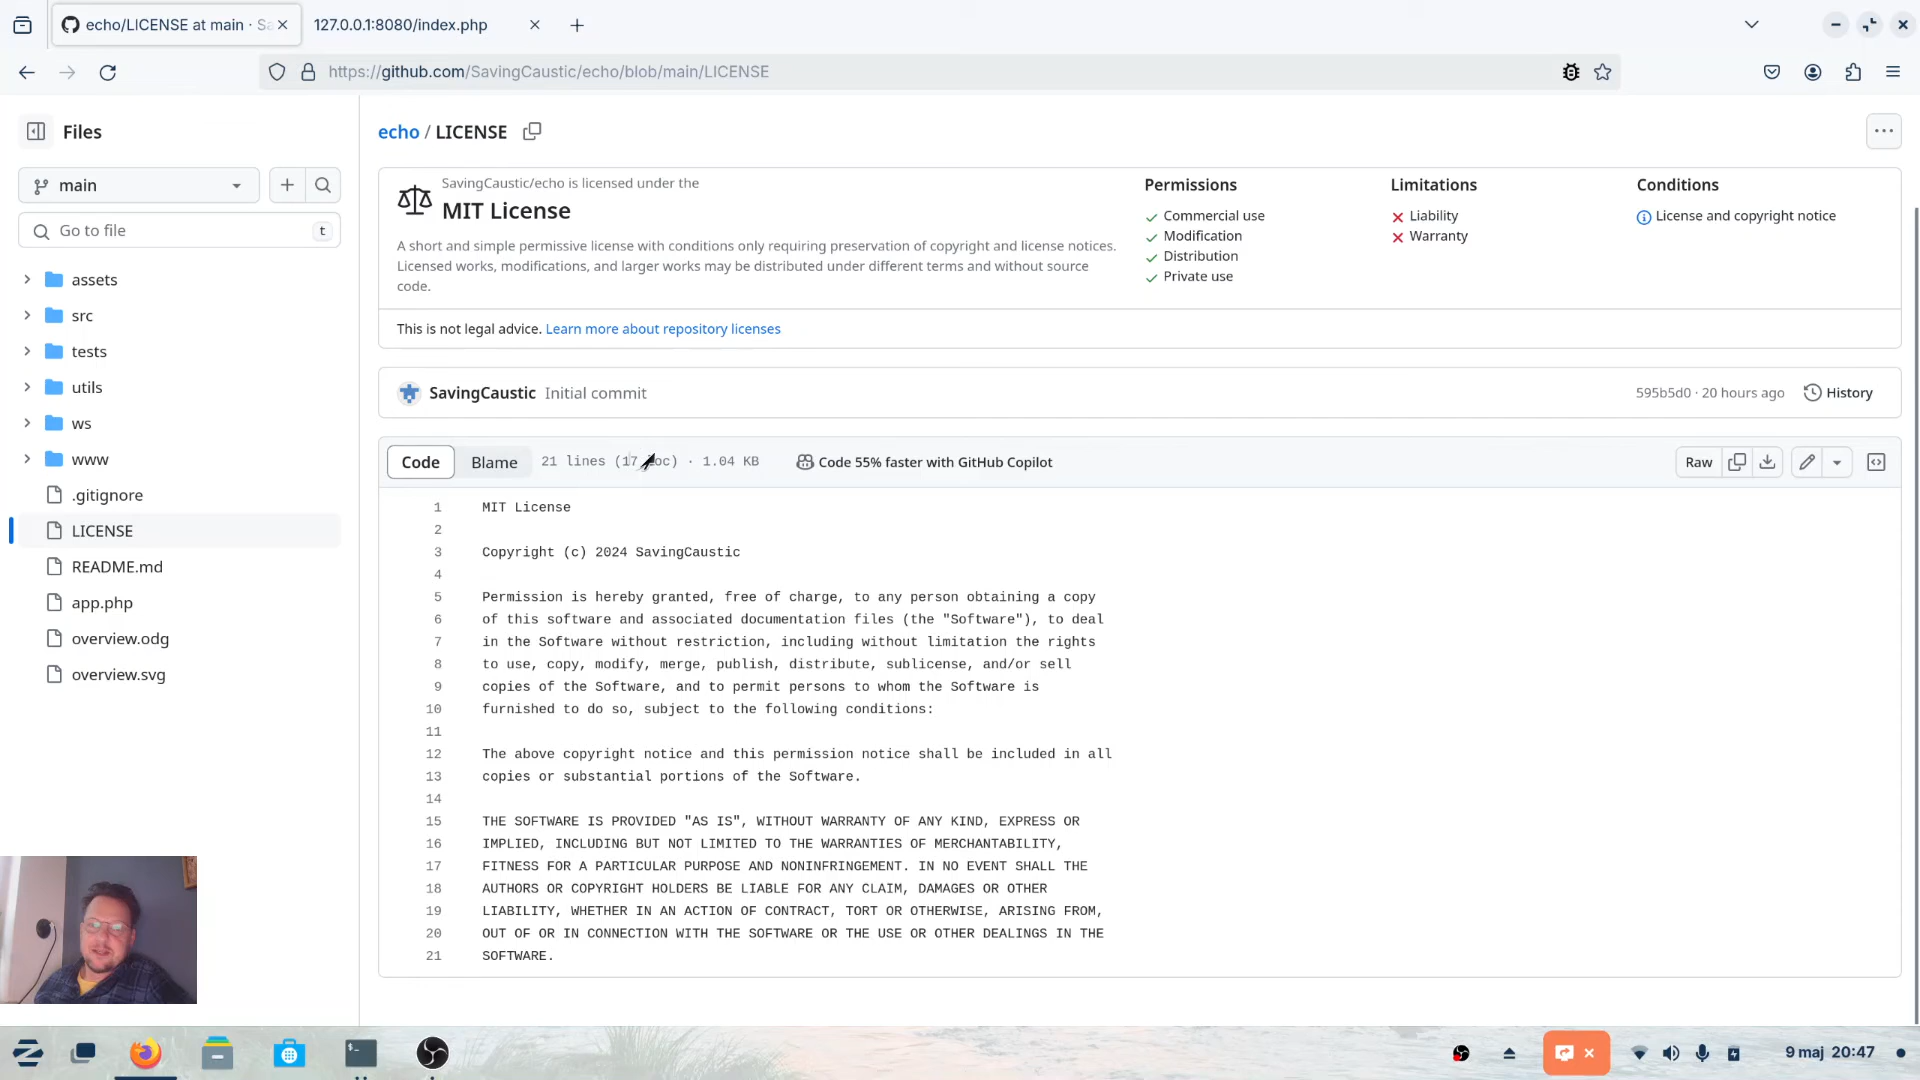 echo/LICENSE at main · Sa
127.0.0.1:8080/index.php
https://github.com/SavingCaustic/echo/blob/main/LICENSE
Files
echo / LICENSE
main
Go to file
t
assets
src
tests
utils
ws
www
.gitignore
LICENSE
README.md
app.php
overview.odg
overview.svg
SavingCaustic/echo is licensed under the
MIT License
A short and simple permissive license with conditions only requiring preservation of copyright and license notices.
Licensed works, modifications, and larger works may be distributed under different terms and without source
code.
Permissions
Commercial use
Modification
Distribution
Private use
Limitations
Liability
Warranty
Conditions
License and copyright notice
This is not legal advice. Learn more about repository licenses
SavingCaustic Initial commit
595b5d0 · 20 hours ago
History
Code
Blame
21 lines (17 loc) · 1.04 KB
Code 55% faster with GitHub Copilot
Raw
1 MIT License
2
3 Copyright (c) 2024 SavingCaustic
4
5 Permission is hereby granted, free of charge, to any person obtaining a copy
6 of this software and associated documentation files (the "Software"), to deal
7 in the Software without restriction, including without limitation the rights
8 to use, copy, modify, merge, publish, distribute, sublicense, and/or sell
9 copies of the Software, and to permit persons to whom the Software is
10 furnished to do so, subject to the following conditions:
11
12 The above copyright notice and this permission notice shall be included in all
13 copies or substantial portions of the Software.
14
15 THE SOFTWARE IS PROVIDED "AS IS", WITHOUT WARRANTY OF ANY KIND, EXPRESS OR
16 IMPLIED, INCLUDING BUT NOT LIMITED TO THE WARRANTIES OF MERCHANTABILITY,
17 FITNESS FOR A PARTICULAR PURPOSE AND NONINFRINGEMENT. IN NO EVENT SHALL THE
18 AUTHORS OR COPYRIGHT HOLDERS BE LIABLE FOR ANY CLAIM, DAMAGES OR OTHER
19 LIABILITY, WHETHER IN AN ACTION OF CONTRACT, TORT OR OTHERWISE, ARISING FROM,
20 OUT OF OR IN CONNECTION WITH THE SOFTWARE OR THE USE OR OTHER DEALINGS IN THE
21 SOFTWARE.
9 maj 20:47